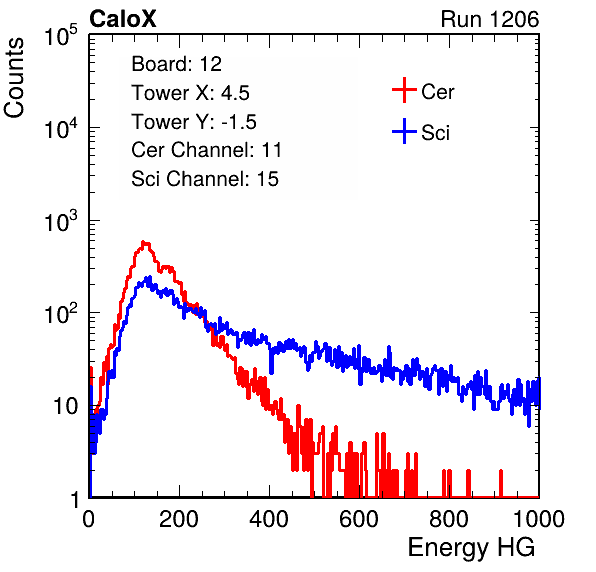 CaloX Run 1206
Counts
10^5
10^4
10^3
10^2
10
1
Board: 12
Tower X: 4.5
Tower Y: -1.5
Cer Channel: 11
Sci Channel: 15
Cer
Sci
0 200 400 600 800 1000
Energy HG